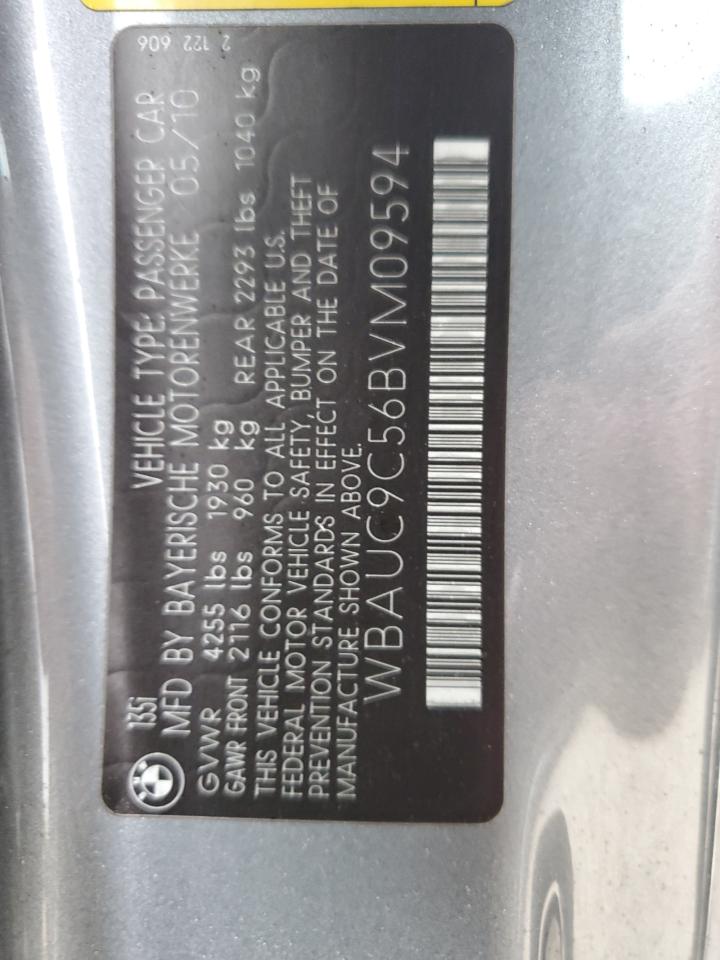 135i VEHICLE TYPE: PASSENGER CAR 2 122 606
MFD BY BAYERISCHE MOTORENWERKE 05/10
GVWR 4255 lbs 1930 kg
GAWR FRONT 2116 lbs 960 kg REAR 2293 lbs 1040 kg
THIS VEHICLE CONFORMS TO ALL APPLICABLE U.S.
FEDERAL MOTOR VEHICLE SAFETY, BUMPER AND THEFT
PREVENTION STANDARDS IN EFFECT ON THE DATE OF
MANUFACTURE SHOWN ABOVE.
WBAUC9C56BVM09594